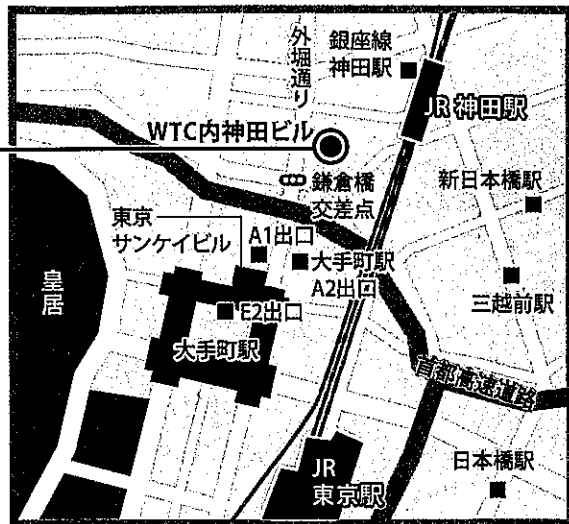 外堀通り
銀座線
神田駅
JR 神田駅
WTC内神田ビル
鎌倉橋
交差点
新日本橋駅
東京
サンケイビル
A1出口
大手町駅
A2出口
皇居
E2出口
三越前駅
大手町駅
首都高速道路
JR
東京駅
日本橋駅